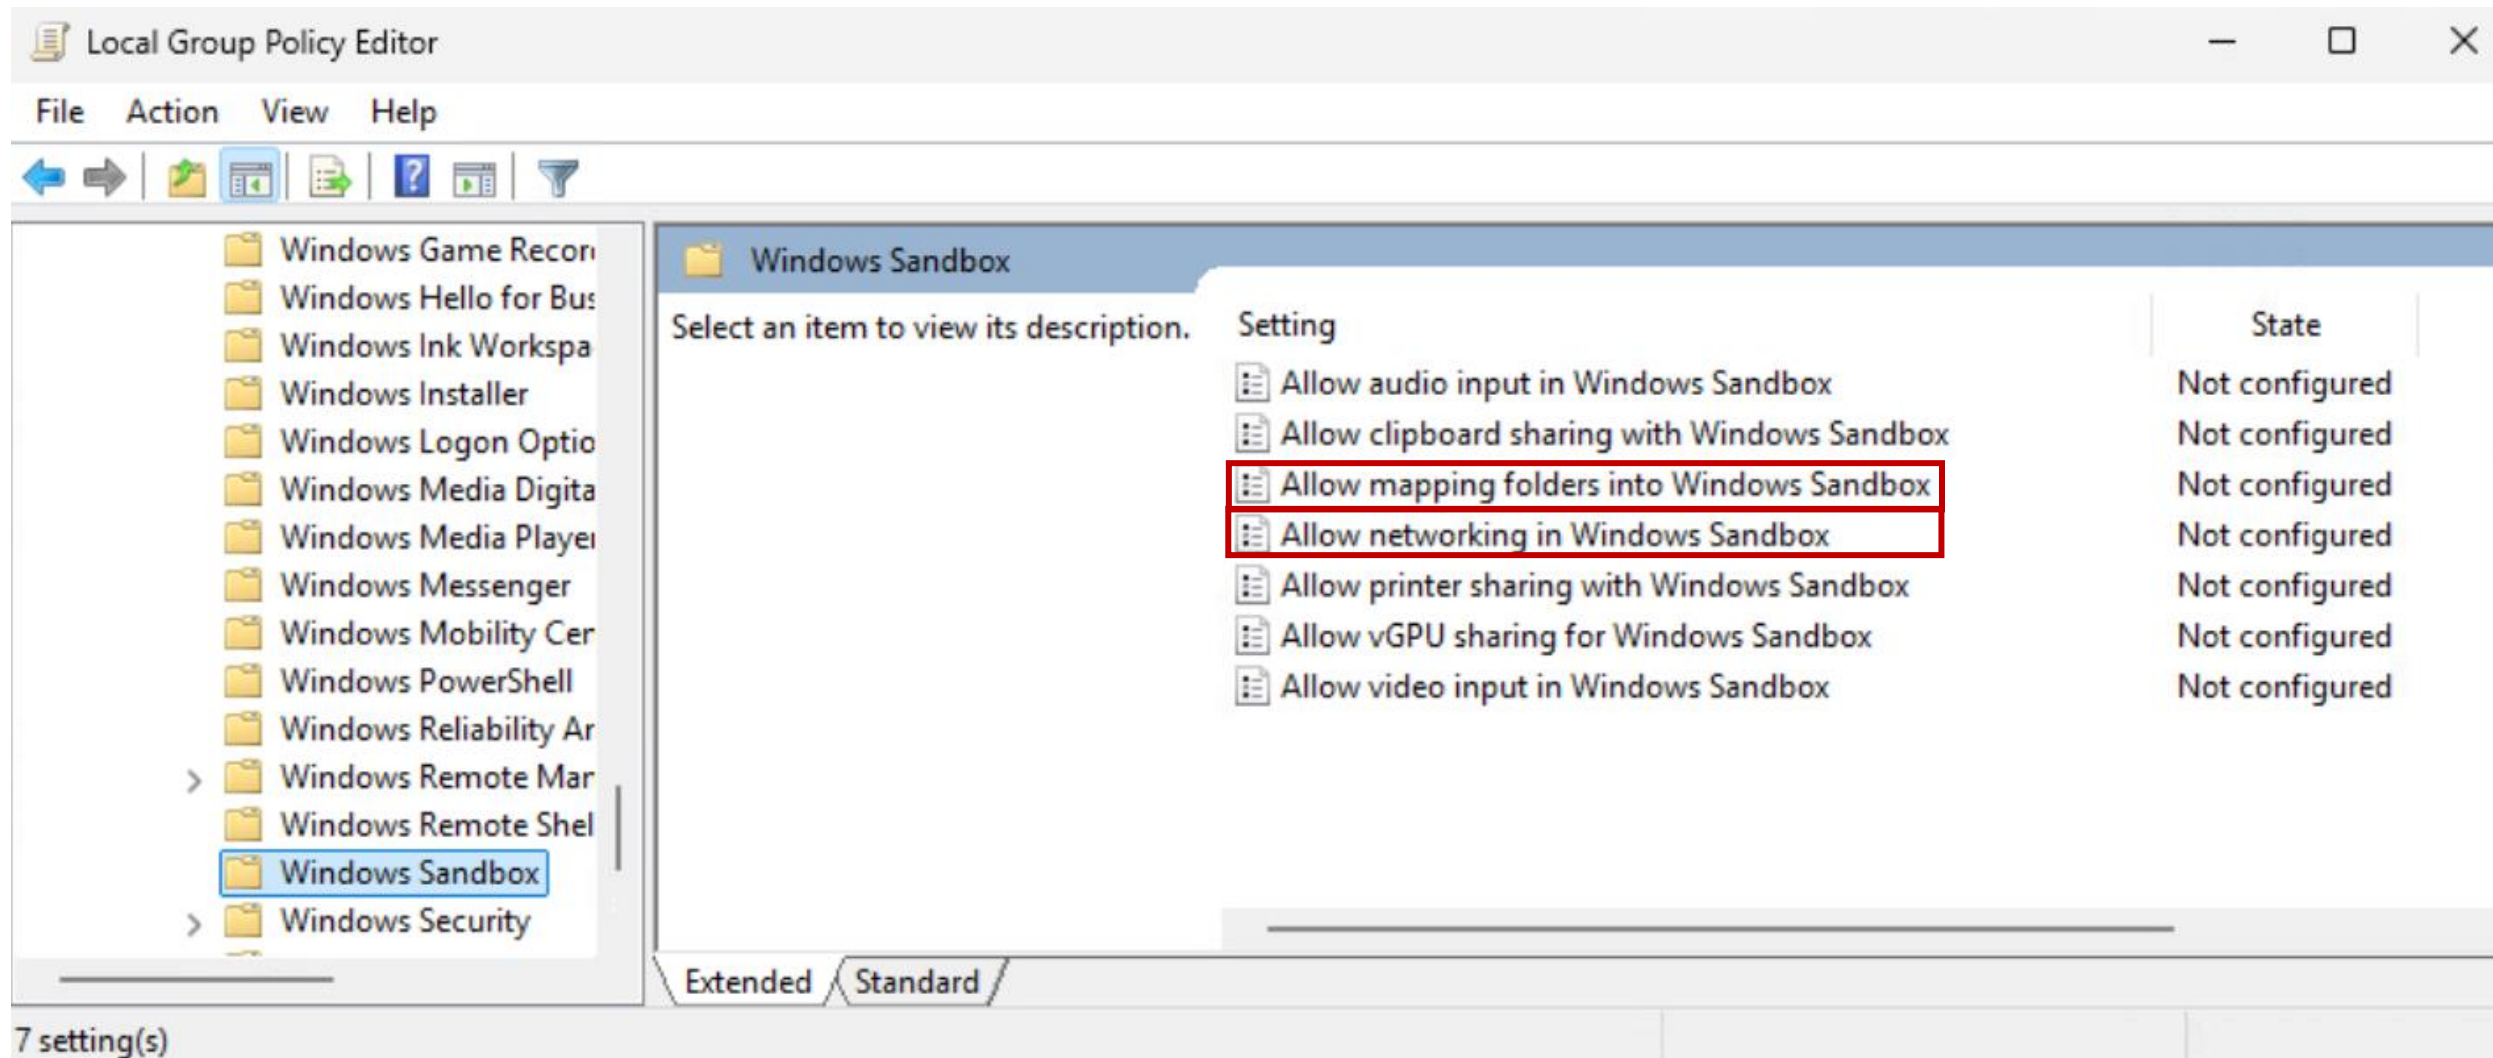 Local Group Policy Editor
File Action View Help
Windows Game Recor
Windows Hello for Bus
Windows Ink Workspa
Windows Installer
Windows Logon Optio
Windows Media Digita
Windows Media Player
Windows Messenger
Windows Mobility Cen
Windows PowerShell
Windows Reliability An
Windows Remote Man
Windows Remote Shel
Windows Sandbox
Windows Security
Windows Sandbox
Select an item to view its description.
Setting State
Allow audio input in Windows Sandbox Not configured
Allow clipboard sharing with Windows Sandbox Not configured
Allow mapping folders into Windows Sandbox Not configured
Allow networking in Windows Sandbox Not configured
Allow printer sharing with Windows Sandbox Not configured
Allow vGPU sharing for Windows Sandbox Not configured
Allow video input in Windows Sandbox Not configured
Extended Standard
7 setting(s)